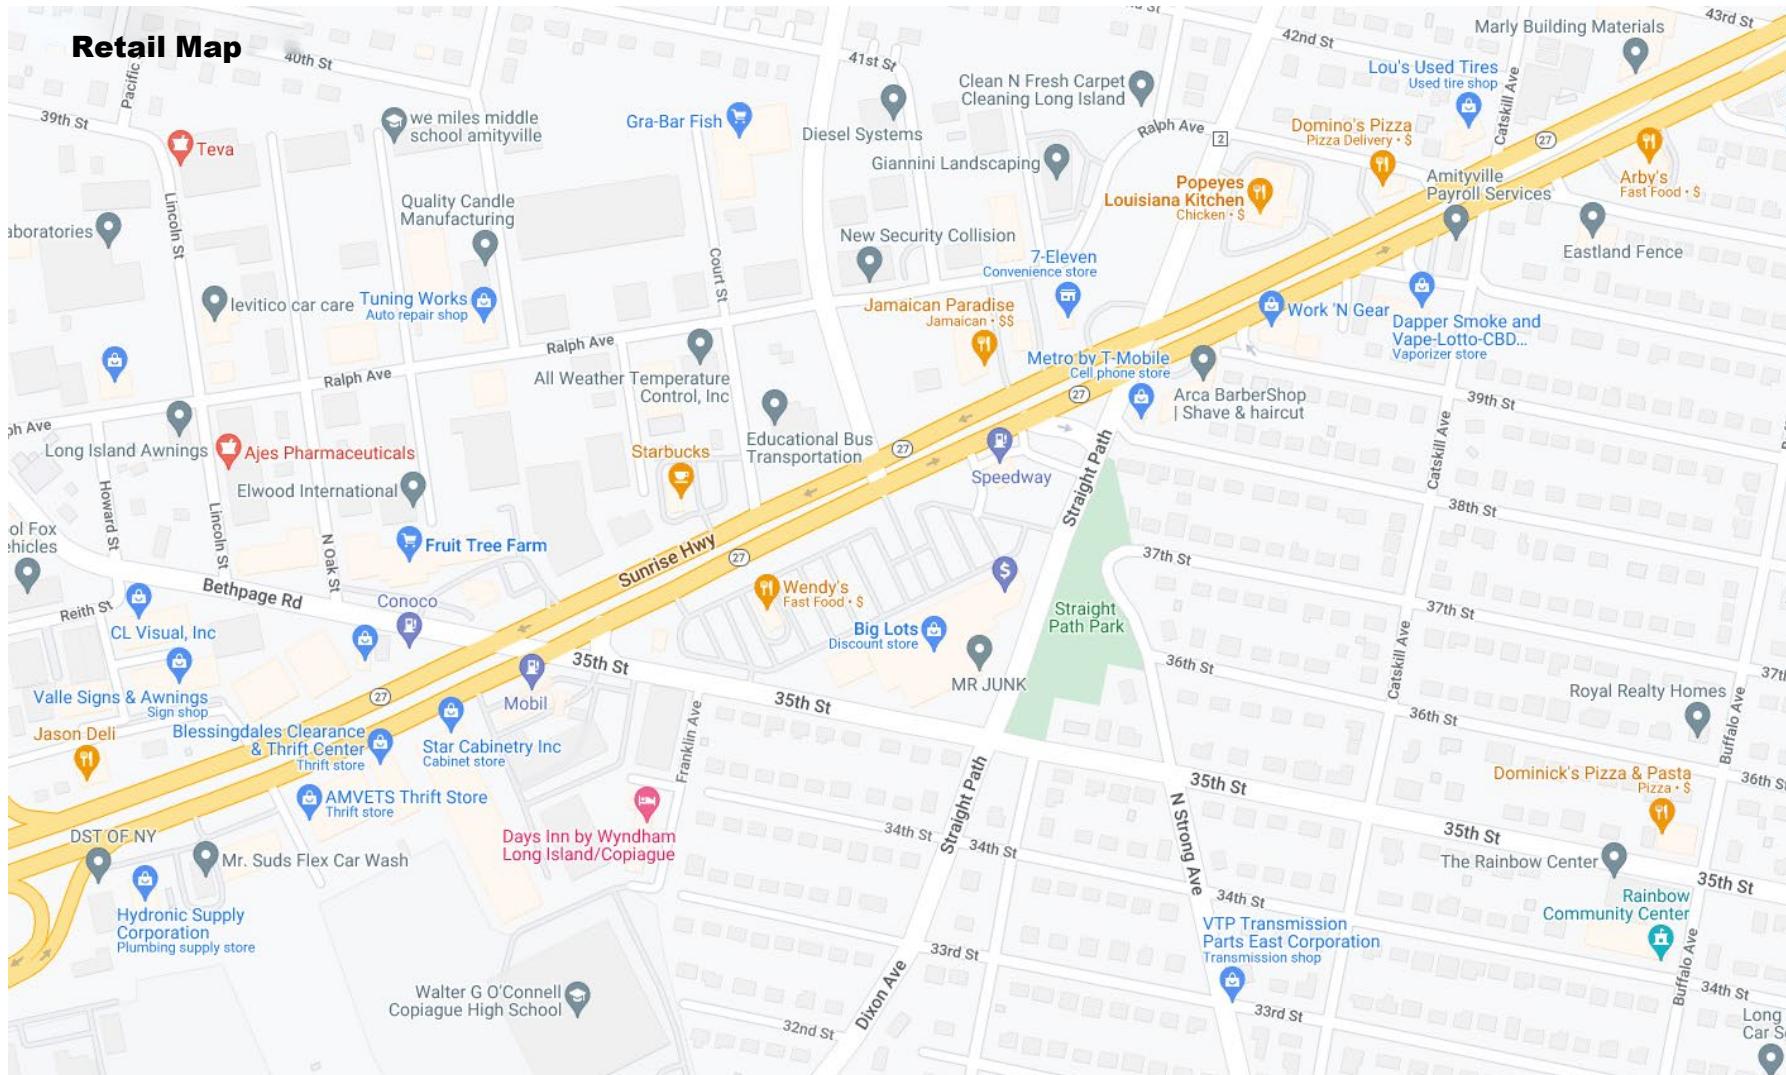 Retail Map
43rd St
Marly Building Materials
42nd St
40th St
41st St
Lou's Used Tires
Used tire shop
Clean N Fresh Carpet
Cleaning Long Island
Catskill Ave
39th St
we miles middle
school amityville
Gra-Bar Fish
Diesel Systems
Ralph Ave
2
Domino's Pizza
Pizza Delivery • $
27
Teva
Giannini Landscaping
Arby's
Fast Food • $
Popeyes
Louisiana Kitchen
Chicken • $
Amityville
Payroll Services
Lincoln St
Quality Candle
Manufacturing
aboratories
New Security Collision
Eastland Fence
7-Eleven
Convenience store
Court St
levitico car care
Tuning Works
Auto repair shop
Jamaican Paradise
Jamaican • $$
Work 'N Gear
Dapper Smoke and
Vape-Lotto-CBD...
Vaporizer store
Ralph Ave
Metro by T-Mobile
Cell phone store
27
Ralph Ave
All Weather Temperature
Control, Inc
Arca BarberShop
| Shave & haircut
39th St
ph Ave
Long Island Awnings
Ajes Pharmaceuticals
Starbucks
Educational Bus
Transportation
27
Speedway
Straight Path
Catskill Ave
Elwood International
38th St
Howard St
Lincoln St
N Oak St
ol Fox
ehicles
Fruit Tree Farm
Sunrise Hwy
27
37th St
Bethpage Rd
Wendy's
Fast Food • $
Reith St
Conoco
Straight
Path Park
37th St
CL Visual, Inc
Big Lots
Discount store
35th St
36th St
Catskill Ave
MR JUNK
Valle Signs & Awnings
Sign shop
27
Mobil
35th St
Royal Realty Homes
36th St
Buffalo Ave
Jason Deli
Blessingdales Clearance
& Thrift Center
Thrift store
Star Cabinetry Inc
Cabinet store
Franklin Ave
Dominick's Pizza & Pasta
Pizza • $
36th St
35th St
AMVETS Thrift Store
Thrift store
Straight Path
N Strong Ave
DST OF NY
Days Inn by Wyndham
Long Island/Copiague
34th St
34th St
35th St
Mr. Suds Flex Car Wash
The Rainbow Center
35th St
34th St
Rainbow
Community Center
Hydronic Supply
Corporation
Plumbing supply store
VTP Transmission
Parts East Corporation
Transmission shop
33rd St
Buffalo Ave
Walter G O'Connell
Copiague High School
Dixon Ave
34th St
33rd St
32nd St
Long
Car S